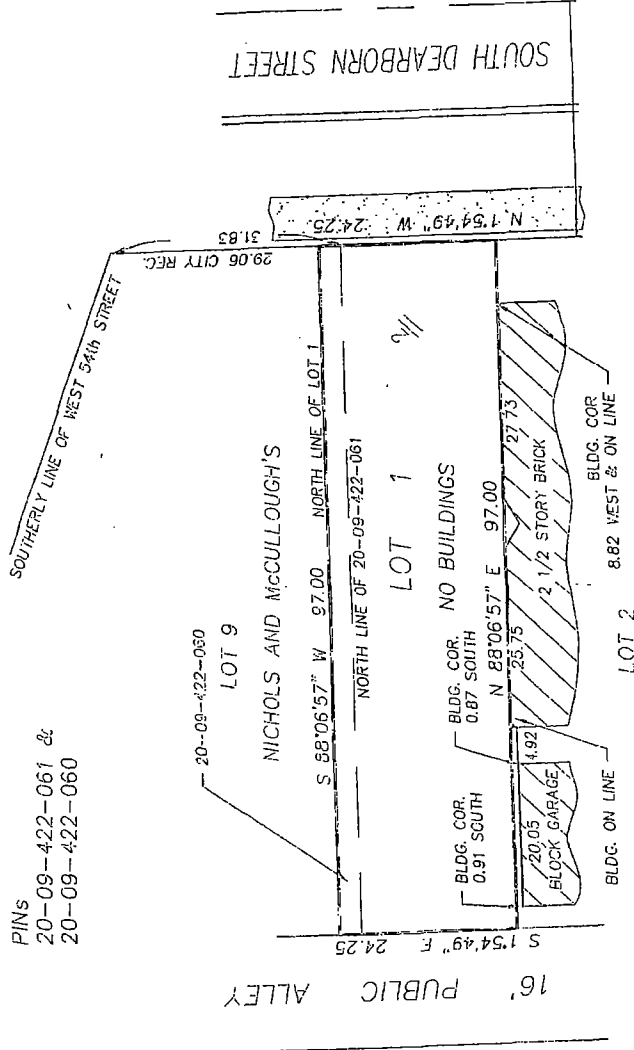 PINs
20-09-422-061 &
20-09-422-060
SOUTHERLY LINE OF WEST 54th STREET
SOUTH DEARBORN STREET
29.06 CITY REC.
31.83
N 1°54'49" W 24.25
20-09-422-060
LOT 9
NICHOLS AND McCULLOUGH'S
S 88°06'57" W 97.00 NORTH LINE OF LOT 1
NORTH LINE OF 20-09-422-061
LOT 1
NO BUILDINGS
N 88°06'57" E 97.00
BLDG. COR.
0.87 SOUTH
BLDG. COR.
0.91 SOUTH
25.75
27.73
2 1/2 STORY BRICK
4.92
20.05
BLOCK GARAGE
BLDG. ON LINE
BLDG. COR
8.82 WEST & ON LINE
LOT 2
S 1°54'49" E 24.25
16' PUBLIC ALLEY